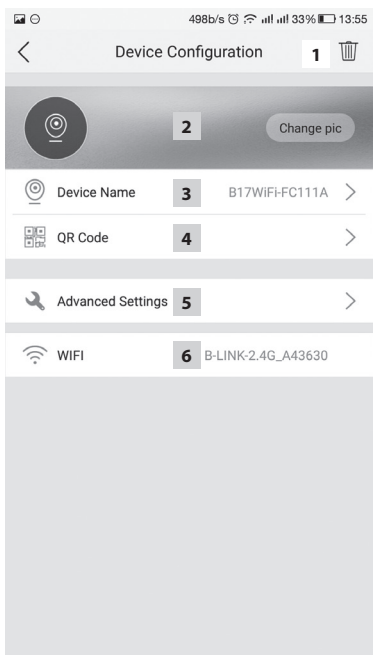 498b/s 33% 13:55
Device Configuration 1
2 Change pic
Device Name 3 B17WiFi-FC111A
QR Code 4
Advanced Settings 5
WIFI 6 B-LINK-2.4G_A43630